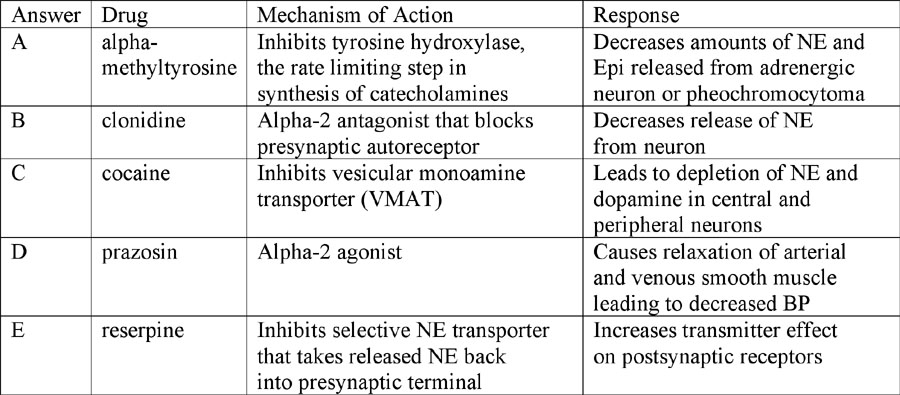 Answer Drug Mechanism of Action Response
A alpha- Inhibits tyrosine hydroxylase, Decreases amounts of NE and
methyltyrosine the rate limiting step in Epi released from adrenergic
synthesis of catecholamines neuron or pheochromocytoma
B clonidine Alpha-2 antagonist that blocks Decreases release of NE
presynaptic autoreceptor from neuron
C cocaine Inhibits vesicular monoamine Leads to depletion of NE and
transporter (VMAT) dopamine in central and
peripheral neurons
D prazosin Alpha-2 agonist Causes relaxation of arterial
and venous smooth muscle
leading to decreased BP
E reserpine Inhibits selective NE transporter Increases transmitter effect
that takes released NE back on postsynaptic receptors
into presynaptic terminal